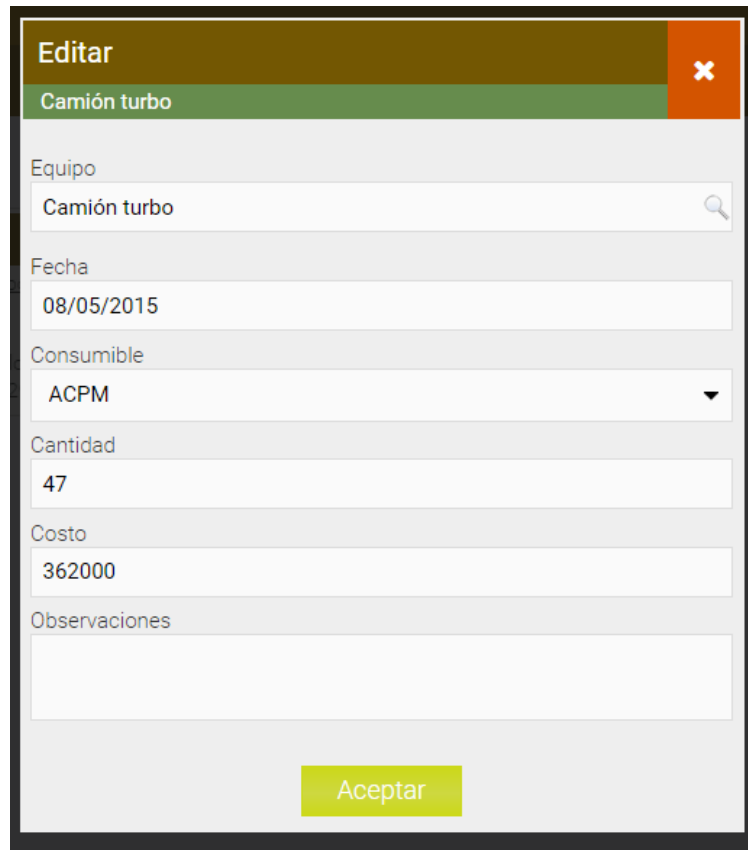 Editar
Camión turbo
Equipo
Camión turbo
Fecha
08/05/2015
Consumible
ACPM
Cantidad
47
Costo
362000
Observaciones
Aceptar